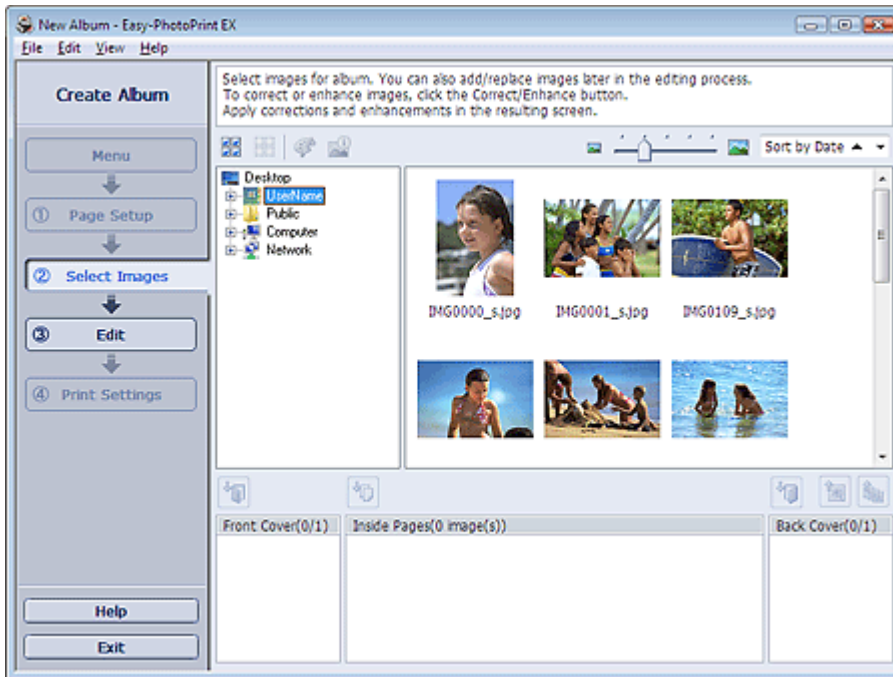 New Album - Easy-PhotoPrint EX
File Edit View Help
Create Album
Menu
① Page Setup
② Select Images
③ Edit
④ Print Settings
Help
Exit
Select images for album. You can also add/replace images later in the editing process.
To correct or enhance images, click the Correct/Enhance button.
Apply corrections and enhancements in the resulting screen.
Sort by Date
Desktop
UserName
Public
Computer
Network
IMG0000_s.jpg IMG0001_s.jpg IMG0109_s.jpg
Front Cover(0/1) Inside Pages(0 image(s)) Back Cover(0/1)